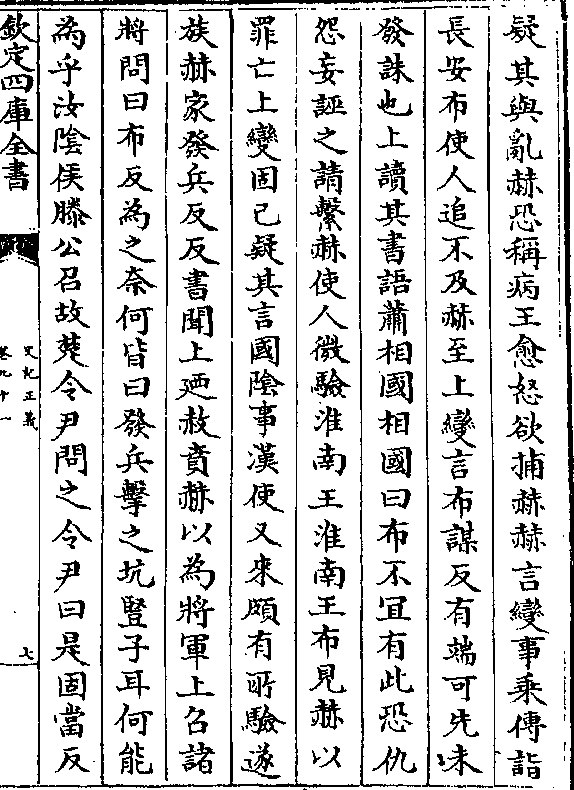 疑其與亂赫恐稱病王愈怒欲捕赫赫言變事乘傳詣
長安布使人追不及赫至上變言布謀反有端可先未
發誅也上讀其書語蕭相國相國曰布不宜有此恐仇
怨妄誣之請繫赫使人微驗淮南王淮南王布見赫以
罪亡上變固已疑其言國陰事漢使又來頗有所驗遂
族赫家發兵反反書聞上廼赦賁赫以為將軍上召諸
將問曰布反為之奈何皆曰發兵擊之坑豎子耳何能
為乎汝陰侯滕公召故楚令尹問之令尹曰是固當反
欽定四庫全書
史記正義
卷九十一
七